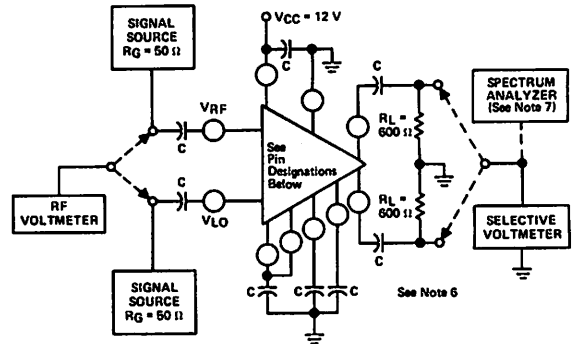 SIGNAL
SOURCE
RG = 50 Ω
VCC = 12 V
C
C
SPECTRUM
ANALYZER
(See Note 7)
VRF
C
RL =
600 Ω
See
Pin
Designations
Below
RF
VOLTMETER
C
VLO
RL =
600 Ω
SELECTIVE
VOLTMETER
C
SIGNAL
SOURCE
RG = 50 Ω
C
C
C
See Note 6